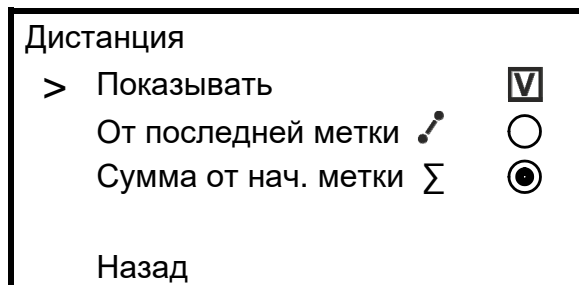 Дистанция
> Показывать V
От последней метки
Сумма от нач. метки ∑
Назад